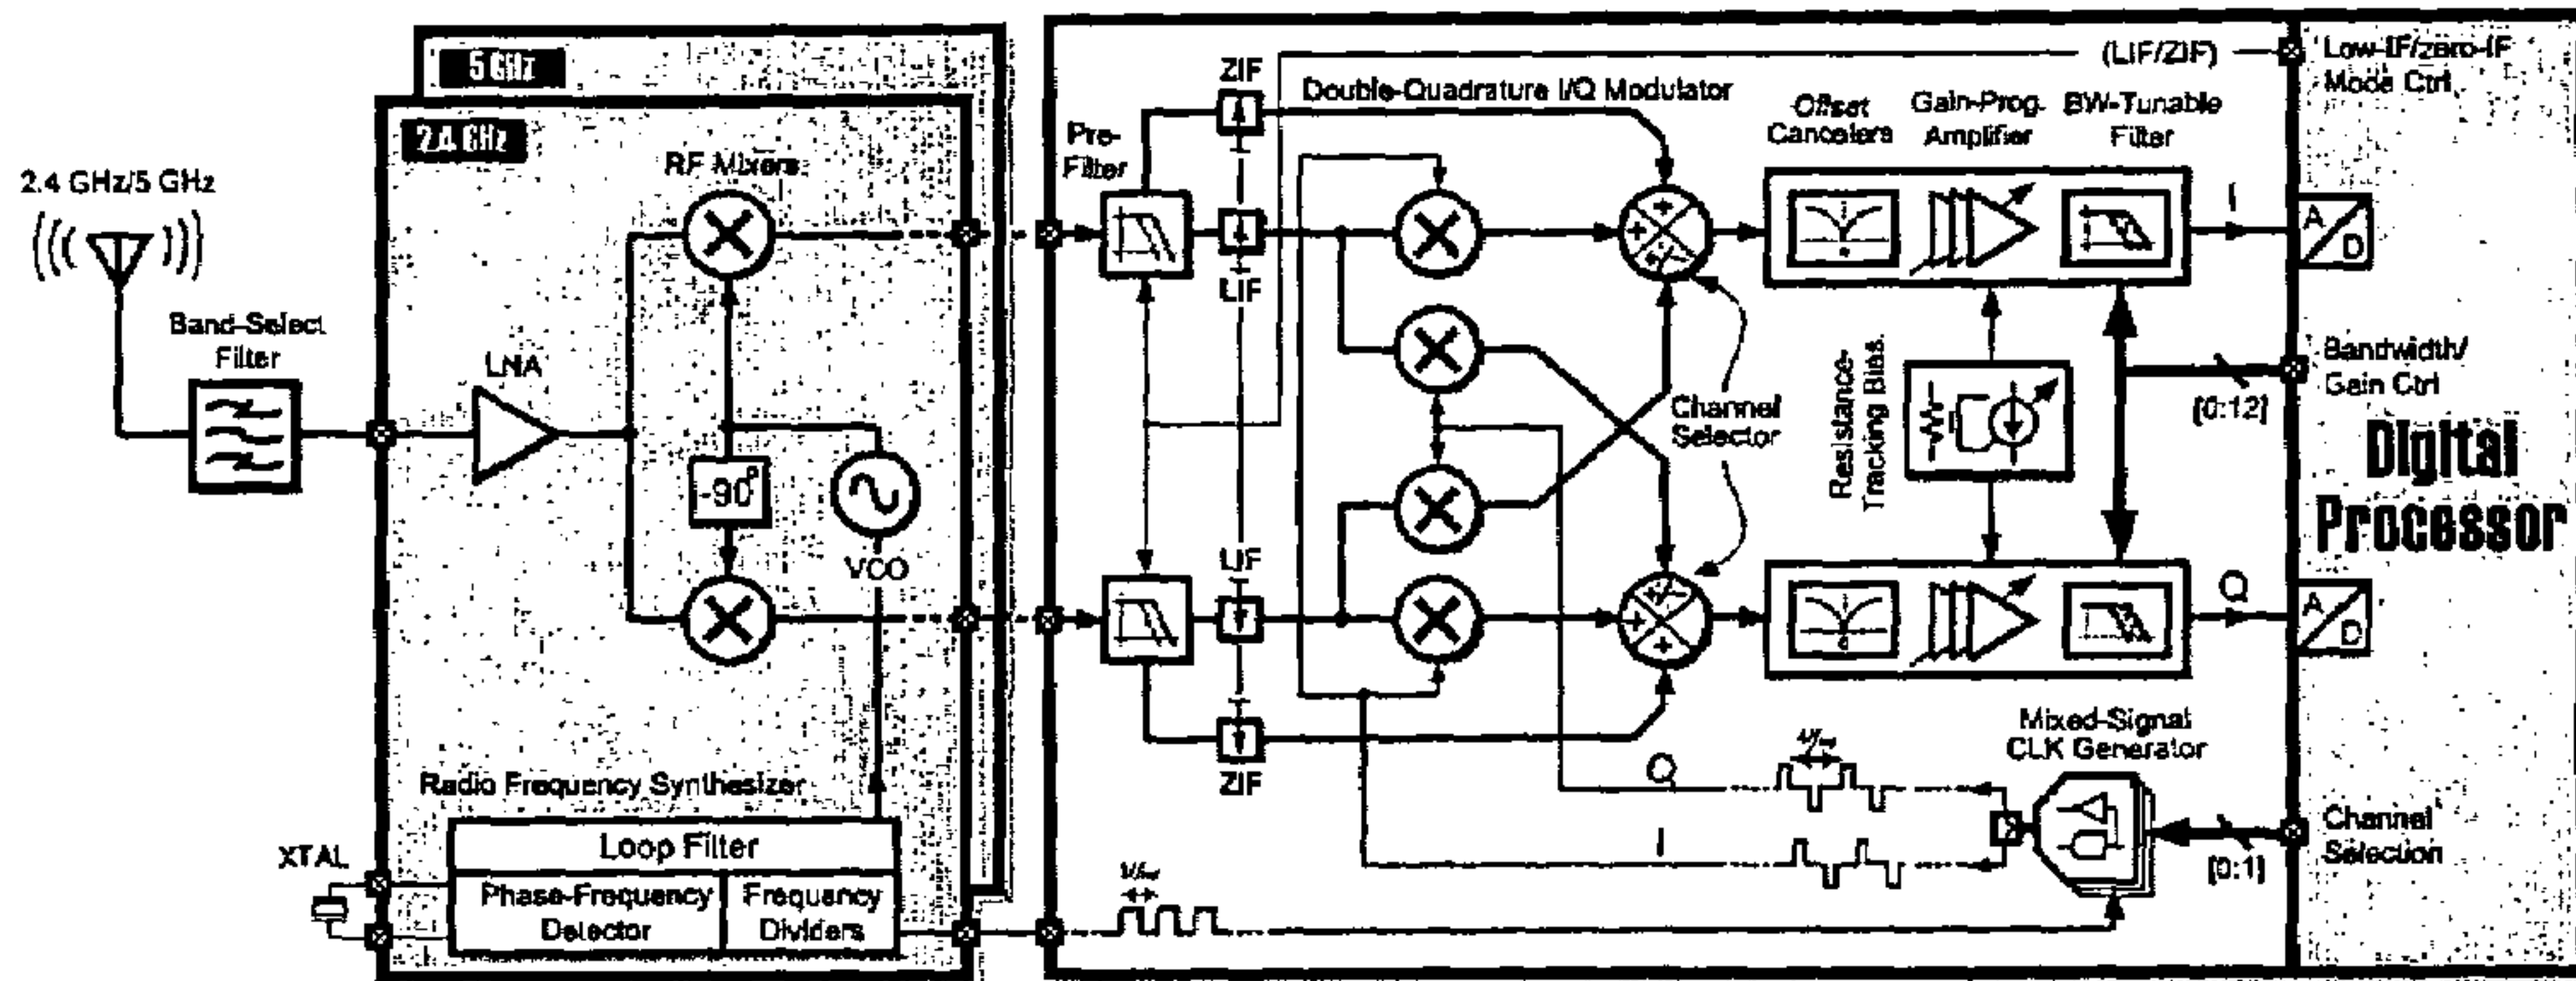 5 GHz
2.4 GHz
2.4 GHz/5 GHz
Band-Select
Filter
LNA
RF Mixers
-90°
VCO
Radio Frequency Synthesizer
Loop Filter
Phase-Frequency
Detector
Frequency
Dividers
XTAL
Pre-
Filter
ZIF
LIF
LIF
ZIF
Double-Quadrature I/Q Modulator
(LIF/ZIF)
Channel
Selector
Offset
Cancelers
Gain-Prog.
Amplifier
BW-Tunable
Filter
Resistance-
Tracking Bias.
I
Q
Q
I
Mixed-Signal
CLK Generator
A
D
A
D
Low-IF/zero-IF
Mode Ctrl
Bandwidth/
Gain Ctrl
[0:12]
Digital
Processor
Channel
Selection
[0:1]